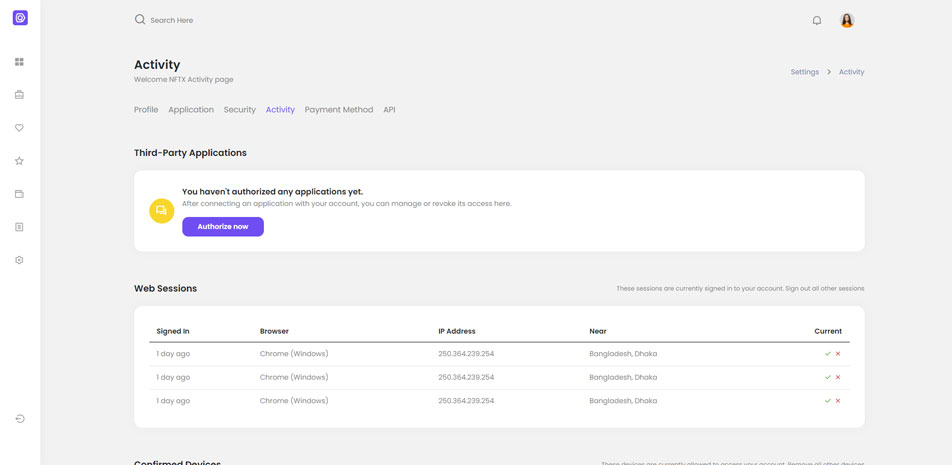 Search Here
Activity
Welcome NFTX Activity page
Settings > Activity
Profile Application Security Activity Payment Method API
Third-Party Applications
You haven't authorized any applications yet.
After connecting an application with your account, you can manage or revoke its access here.
Authorize now
Web Sessions
These sessions are currently signed in to your account. Sign out all other sessions
Signed In Browser IP Address Near Current
1 day ago Chrome (Windows) 250.364.239.254 Bangladesh, Dhaka
1 day ago Chrome (Windows) 250.364.239.254 Bangladesh, Dhaka
1 day ago Chrome (Windows) 250.364.239.254 Bangladesh, Dhaka
Confirmed Devices
These devices are currently allowed to access your account. Remove all other devices